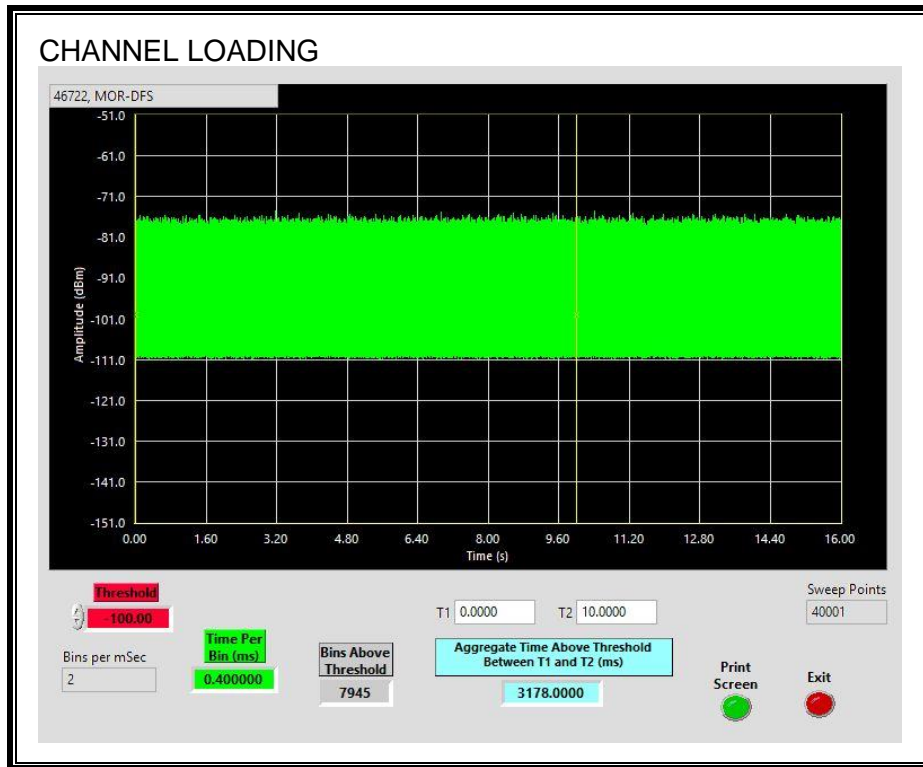 CHANNEL LOADING
46722, MOR-DFS
-51.0
-61.0
-71.0
-81.0
-91.0
-101.0
-111.0
-121.0
-131.0
-141.0
-151.0
Amplitude (dBm)
0.00 1.60 3.20 4.80 6.40 8.00 9.60 11.20 12.80 14.40 16.00
Time (s)
Threshold
-100.00
Bins per mSec
2
Time Per
Bin (ms)
0.400000
Bins Above
Threshold
7945
T1 0.0000 T2 10.0000
Aggregate Time Above Threshold
Between T1 and T2 (ms)
3178.0000
Sweep Points
40001
Print
Screen
Exit